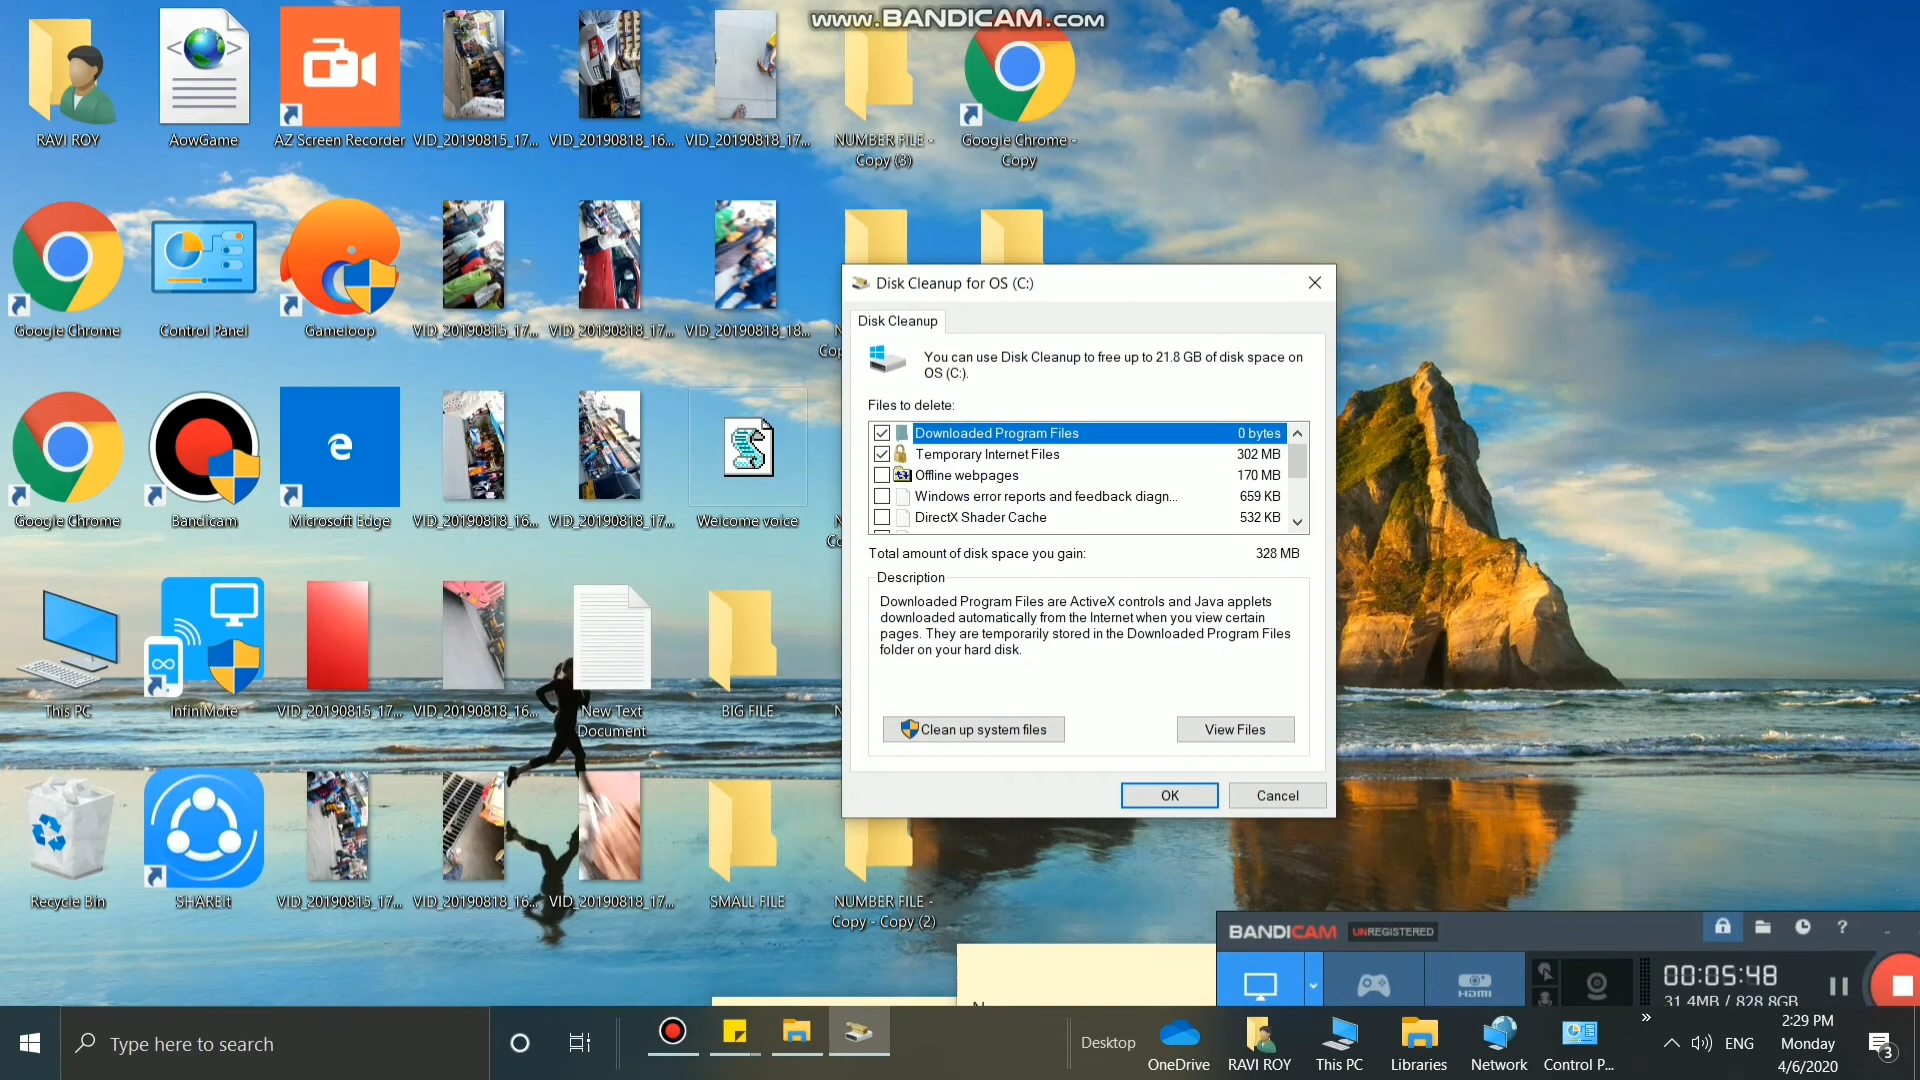 www.BANDICAM.com
RAVI ROY
AowGame
AZ Screen Recorder
VID_20190815_17...
VID_20190818_16...
VID_20190818_17...
NUMBER FILE -
Copy (3)
Google Chrome -
Copy
Google Chrome
Control Panel
Gameloop
VID_20190815_17...
VID_20190818_17...
VID_20190818_18...
Google Chrome
Bandicam
Microsoft Edge
VID_20190818_16...
VID_20190818_17...
Welcome voice
This PC
InfiniMote
VID_20190815_17...
VID_20190818_16...
New Text
Document
BIG FILE
Recycle Bin
SHAREit
VID_20190815_17...
VID_20190818_16...
VID_20190818_17...
SMALL FILE
NUMBER FILE -
Copy - Copy (2)
Disk Cleanup for OS (C:)
Disk Cleanup
You can use Disk Cleanup to free up to 21.8 GB of disk space on
OS (C:).
Files to delete:
Downloaded Program Files 0 bytes
Temporary Internet Files 302 MB
Offline webpages 170 MB
Windows error reports and feedback diagn... 659 KB
DirectX Shader Cache 532 KB
Total amount of disk space you gain: 328 MB
Description
Downloaded Program Files are ActiveX controls and Java applets
downloaded automatically from the Internet when you view certain
pages. They are temporarily stored in the Downloaded Program Files
folder on your hard disk.
Clean up system files
View Files
OK
Cancel
BANDICAM UNREGISTERED
HDMI
00:05:48
31.4MB / 828.8GB
Type here to search
Desktop
OneDrive
RAVI ROY
This PC
Libraries
Network
Control P...
ENG
2:29 PM
Monday
4/6/2020
3